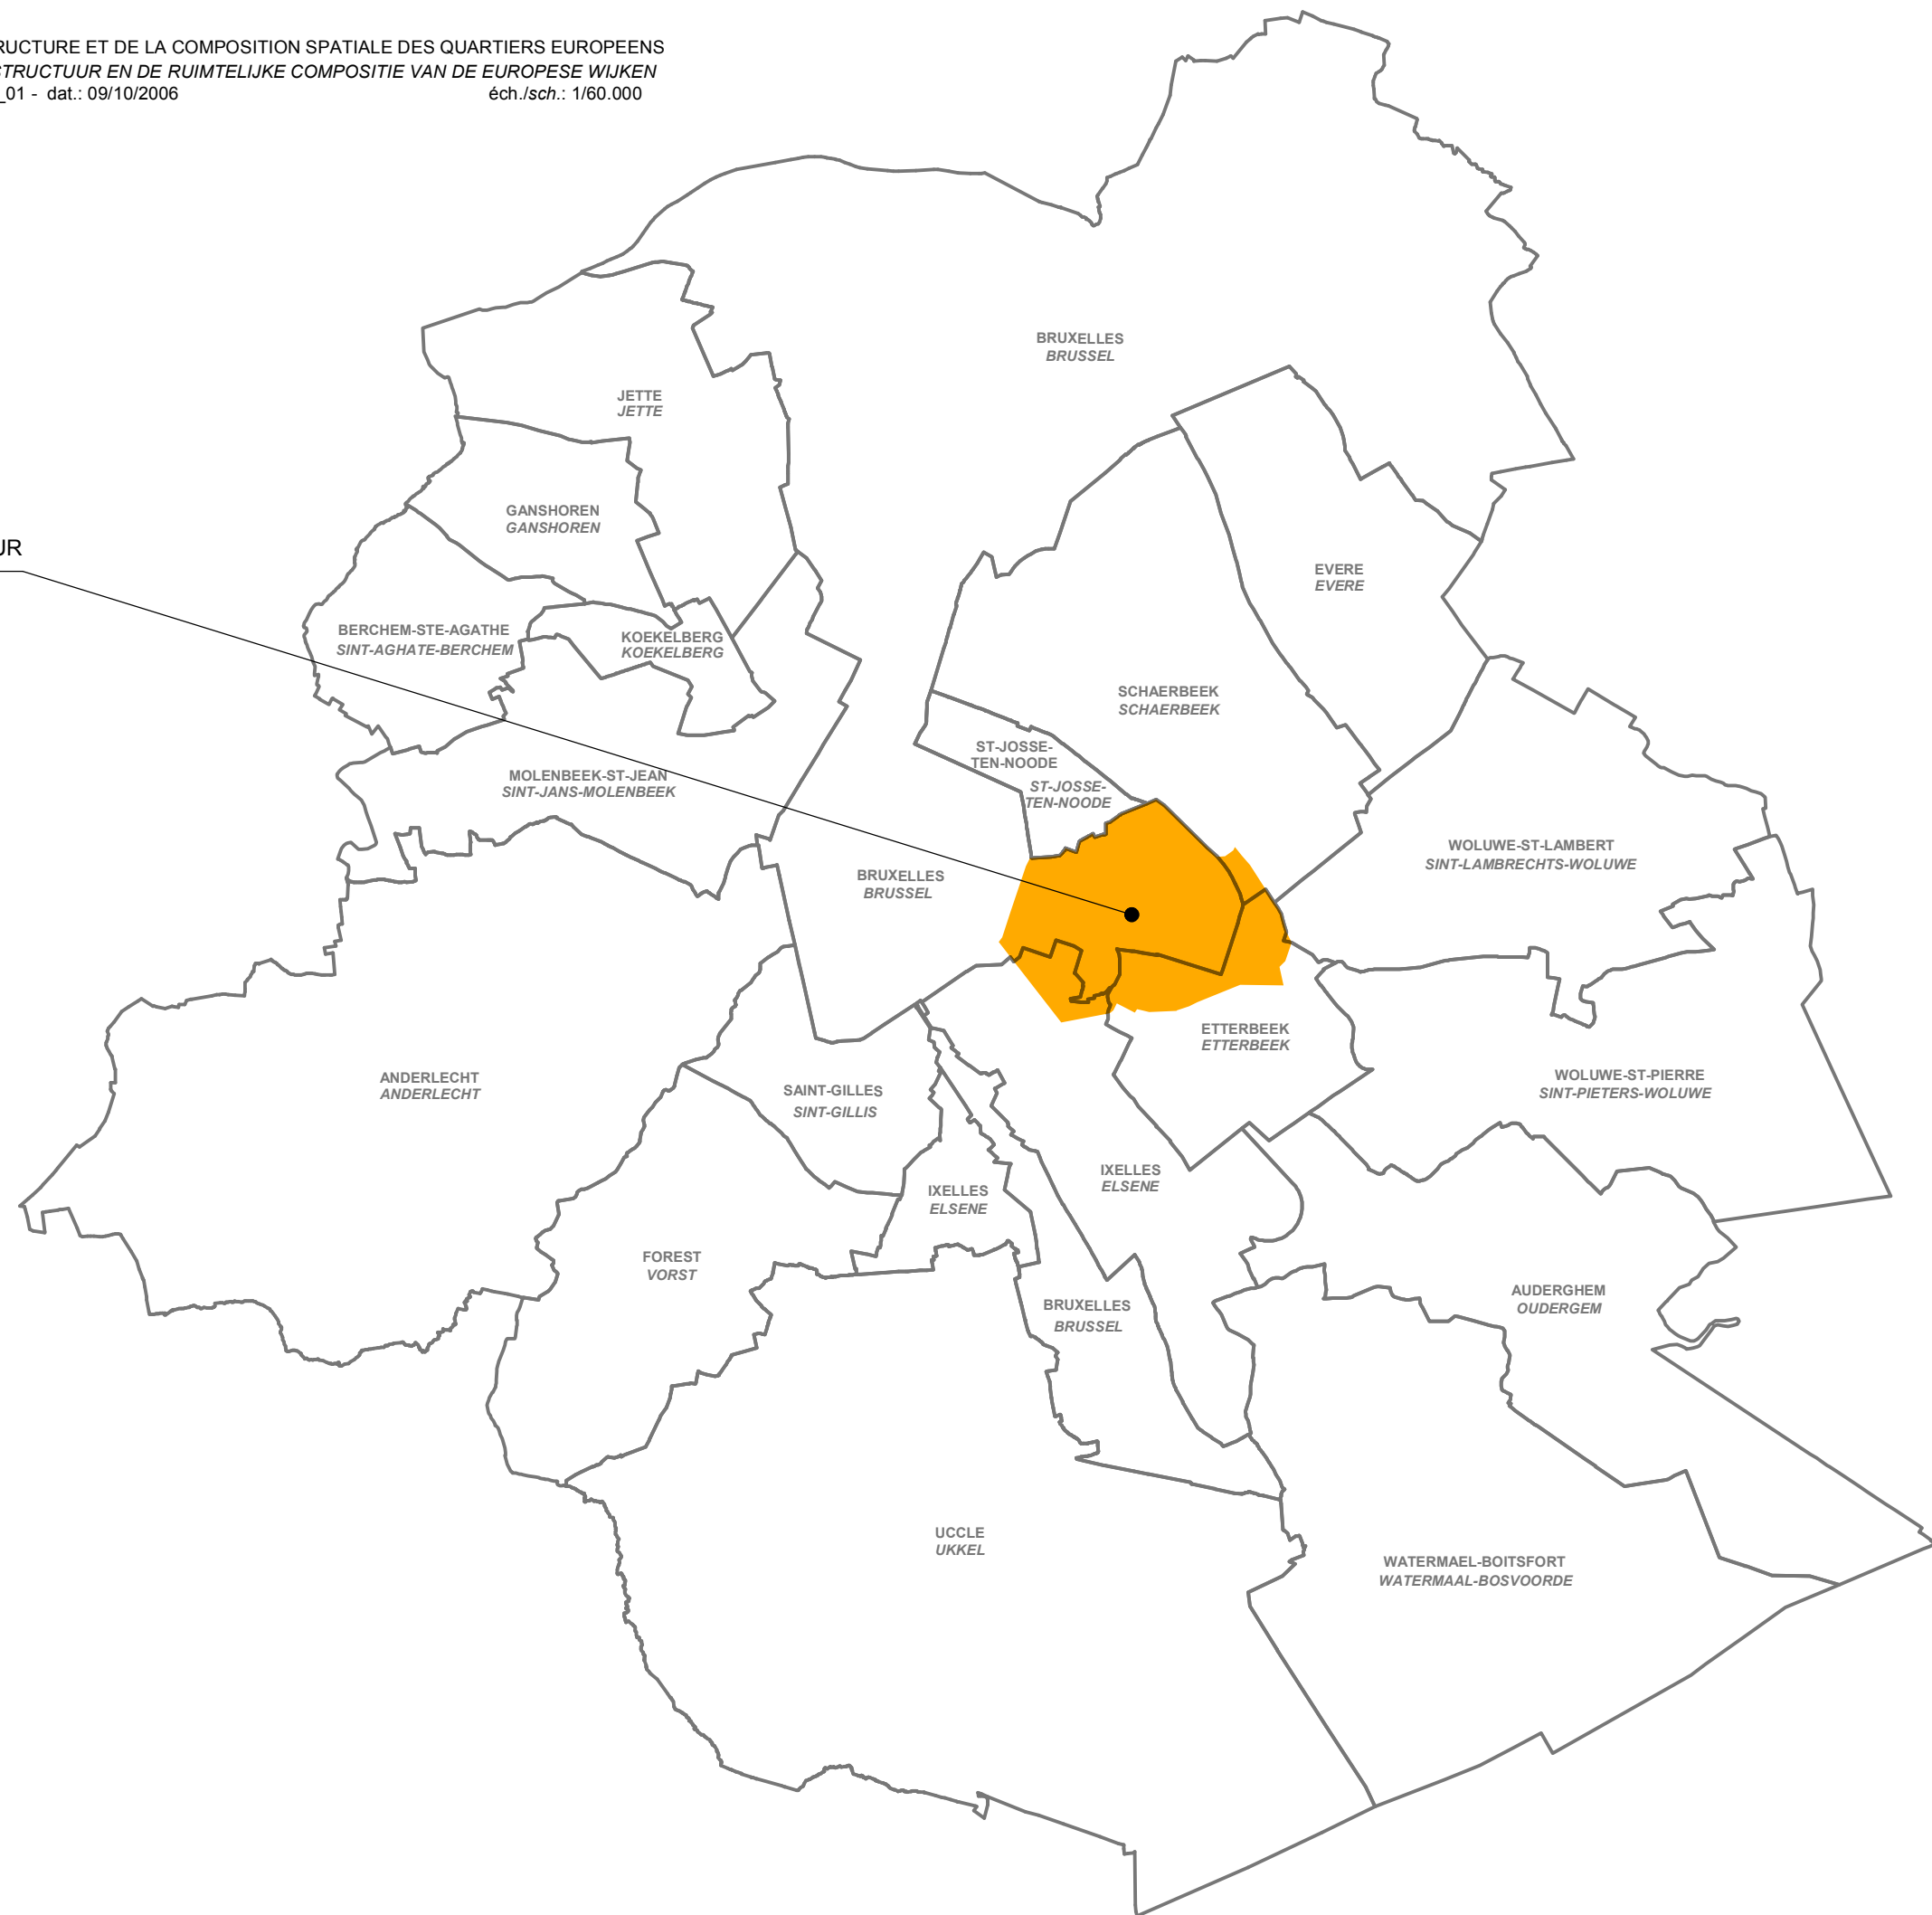 RUCTURE ET DE LA COMPOSITION SPATIALE DES QUARTIERS EUROPEENS
STRUCTUUR EN DE RUIMTELIJKE COMPOSITIE VAN DE EUROPESE WIJKEN
_01 - dat.: 09/10/2006 éch./sch.: 1/60.000
BRUXELLES
BRUSSEL
JETTE
JETTE
GANSHOREN
GANSHOREN
UR
EVERE
EVERE
BERCHEM-STE-AGATHE
SINT-AGHATE-BERCHEM
KOEKELBERG
KOEKELBERG
SCHAERBEEK
SCHAERBEEK
ST-JOSSE-
TEN-NOODE
ST-JOSSE-
TEN-NOODE
MOLENBEEK-ST-JEAN
SINT-JANS-MOLENBEEK
WOLUWE-ST-LAMBERT
SINT-LAMBRECHTS-WOLUWE
BRUXELLES
BRUSSEL
ETTERBEEK
ETTERBEEK
ANDERLECHT
ANDERLECHT
SAINT-GILLES
SINT-GILLIS
WOLUWE-ST-PIERRE
SINT-PIETERS-WOLUWE
IXELLES
ELSENE
IXELLES
ELSENE
FOREST
VORST
BRUXELLES
BRUSSEL
AUDERGHEM
OUDERGEM
UCCLE
UKKEL
WATERMAEL-BOITSFORT
WATERMAAL-BOSVOORDE